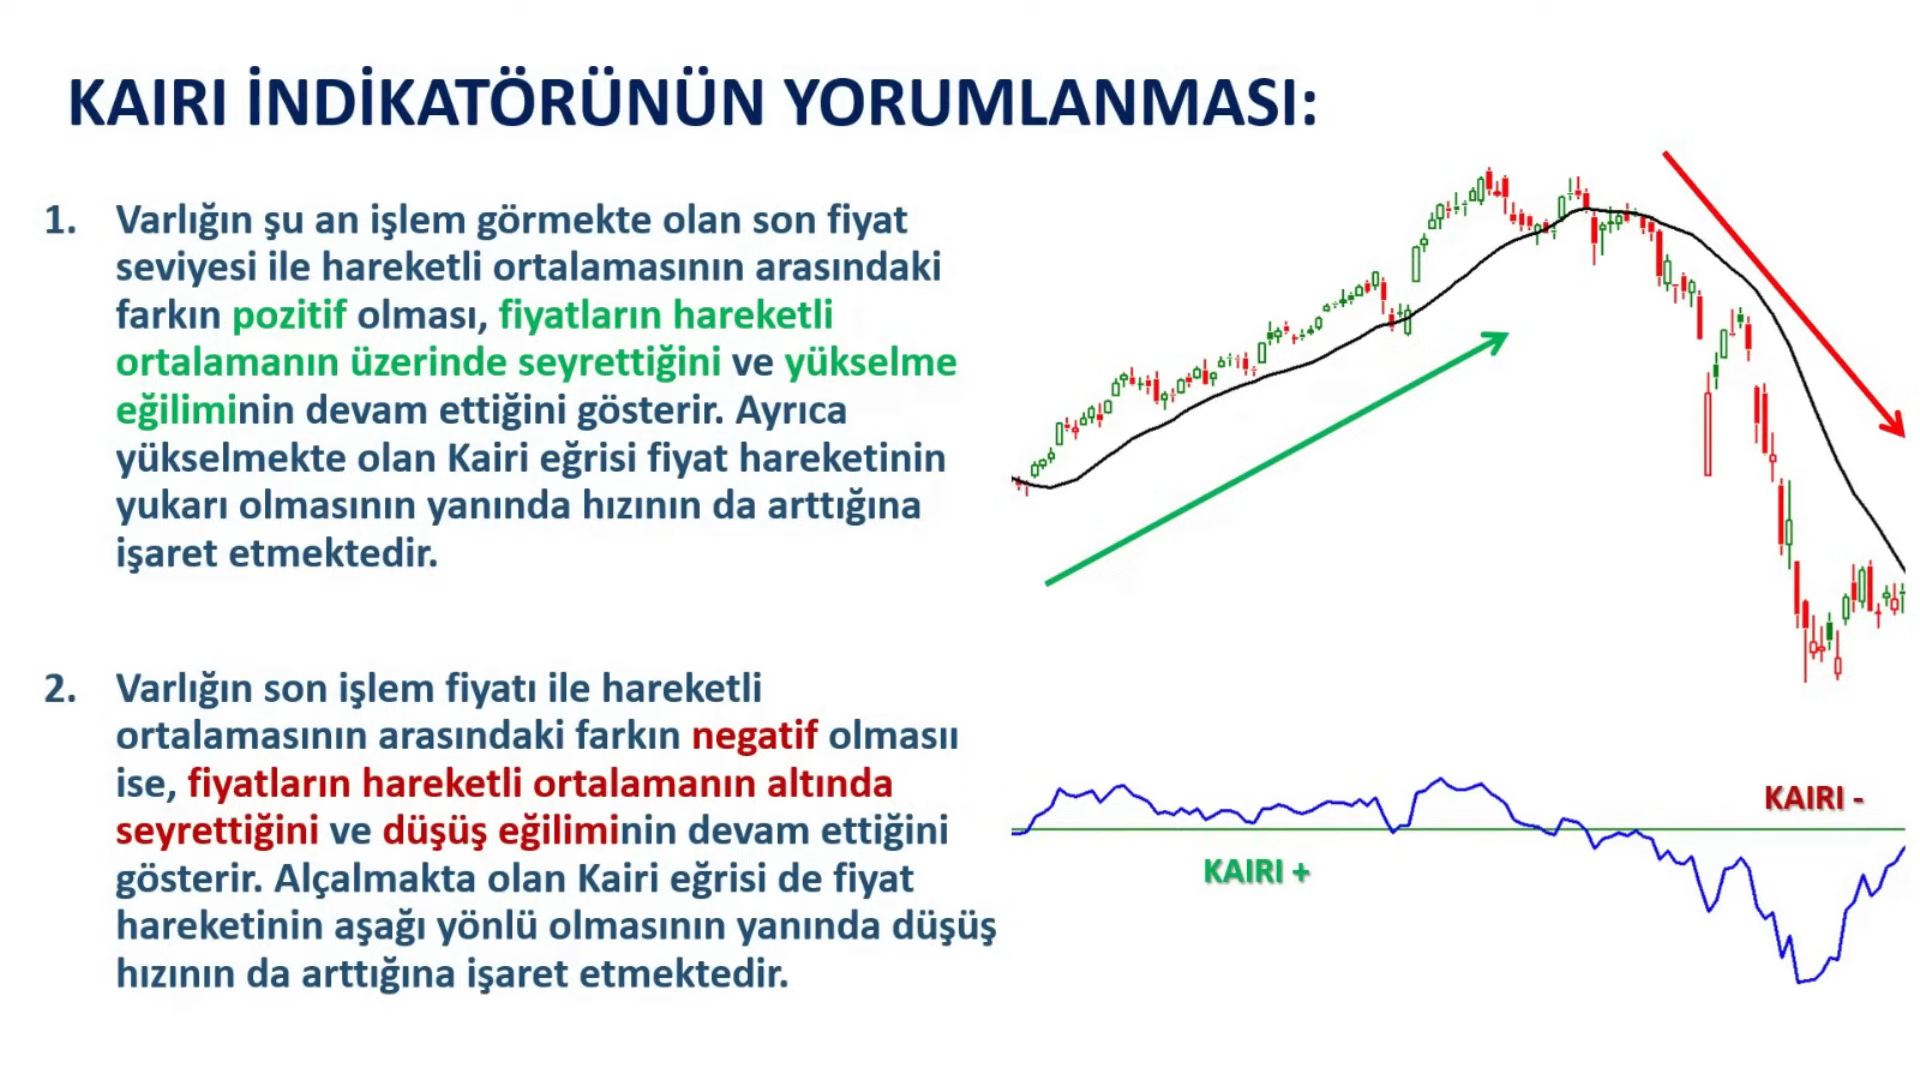 KAIRI İNDİKATÖRÜNÜN YORUMLANMASI:
1. Varlığın şu an işlem görmekte olan son fiyat
seviyesi ile hareketli ortalamasının arasındaki
farkın pozitif olması, fiyatların hareketli
ortalamanın üzerinde seyrettiğini ve yükselme
eğiliminin devam ettiğini gösterir. Ayrıca
yükselmekte olan Kairi eğrisi fiyat hareketinin
yukarı olmasının yanında hızının da arttığına
işaret etmektedir.
2. Varlığın son işlem fiyatı ile hareketli
ortalamasının arasındaki farkın negatif olmasıı
ise, fiyatların hareketli ortalamanın altında
seyrettiğini ve düşüş eğiliminin devam ettiğini
gösterir. Alçalmakta olan Kairi eğrisi de fiyat
hareketinin aşağı yönlü olmasının yanında düşüş
hızının da arttığına işaret etmektedir.
KAIRI -
KAIRI +